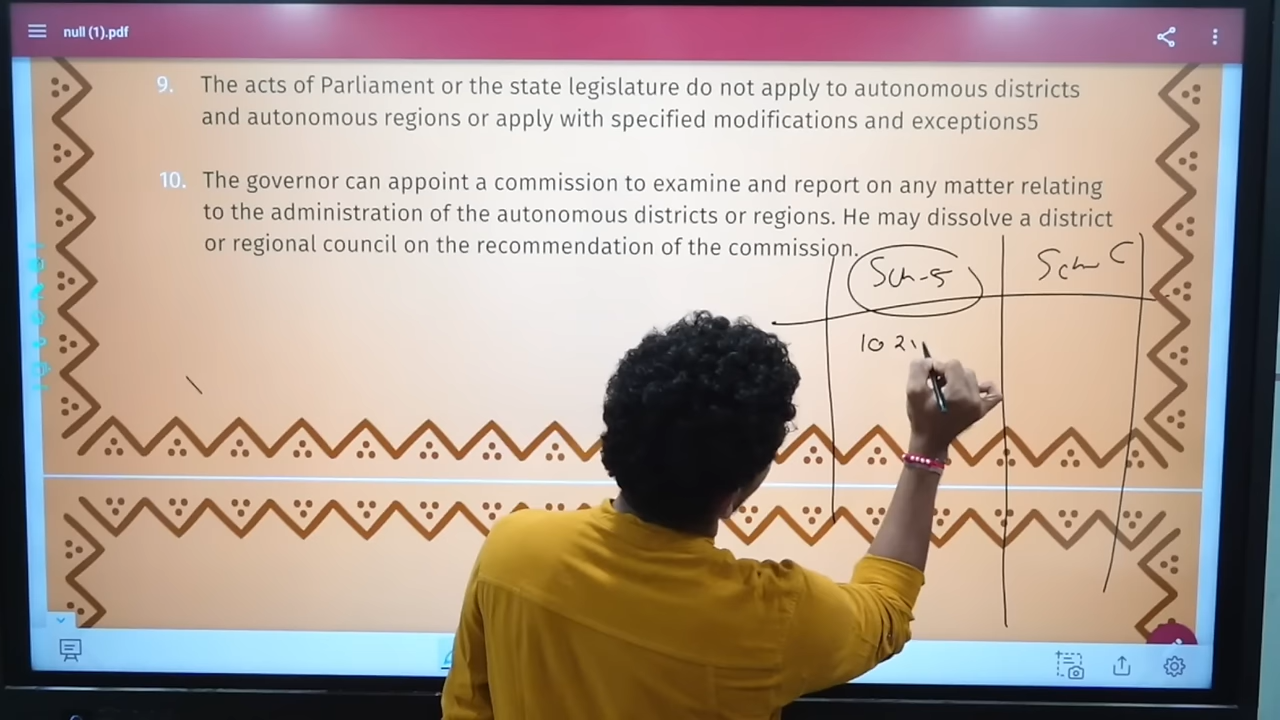 null (1).pdf
9. The acts of Parliament or the state legislature do not apply to autonomous districts
and autonomous regions or apply with specified modifications and exceptions5
10. The governor can appoint a commission to examine and report on any matter relating
to the administration of the autonomous districts or regions. He may dissolve a district
or regional council on the recommendation of the commission.
Sch-5
Sch
10